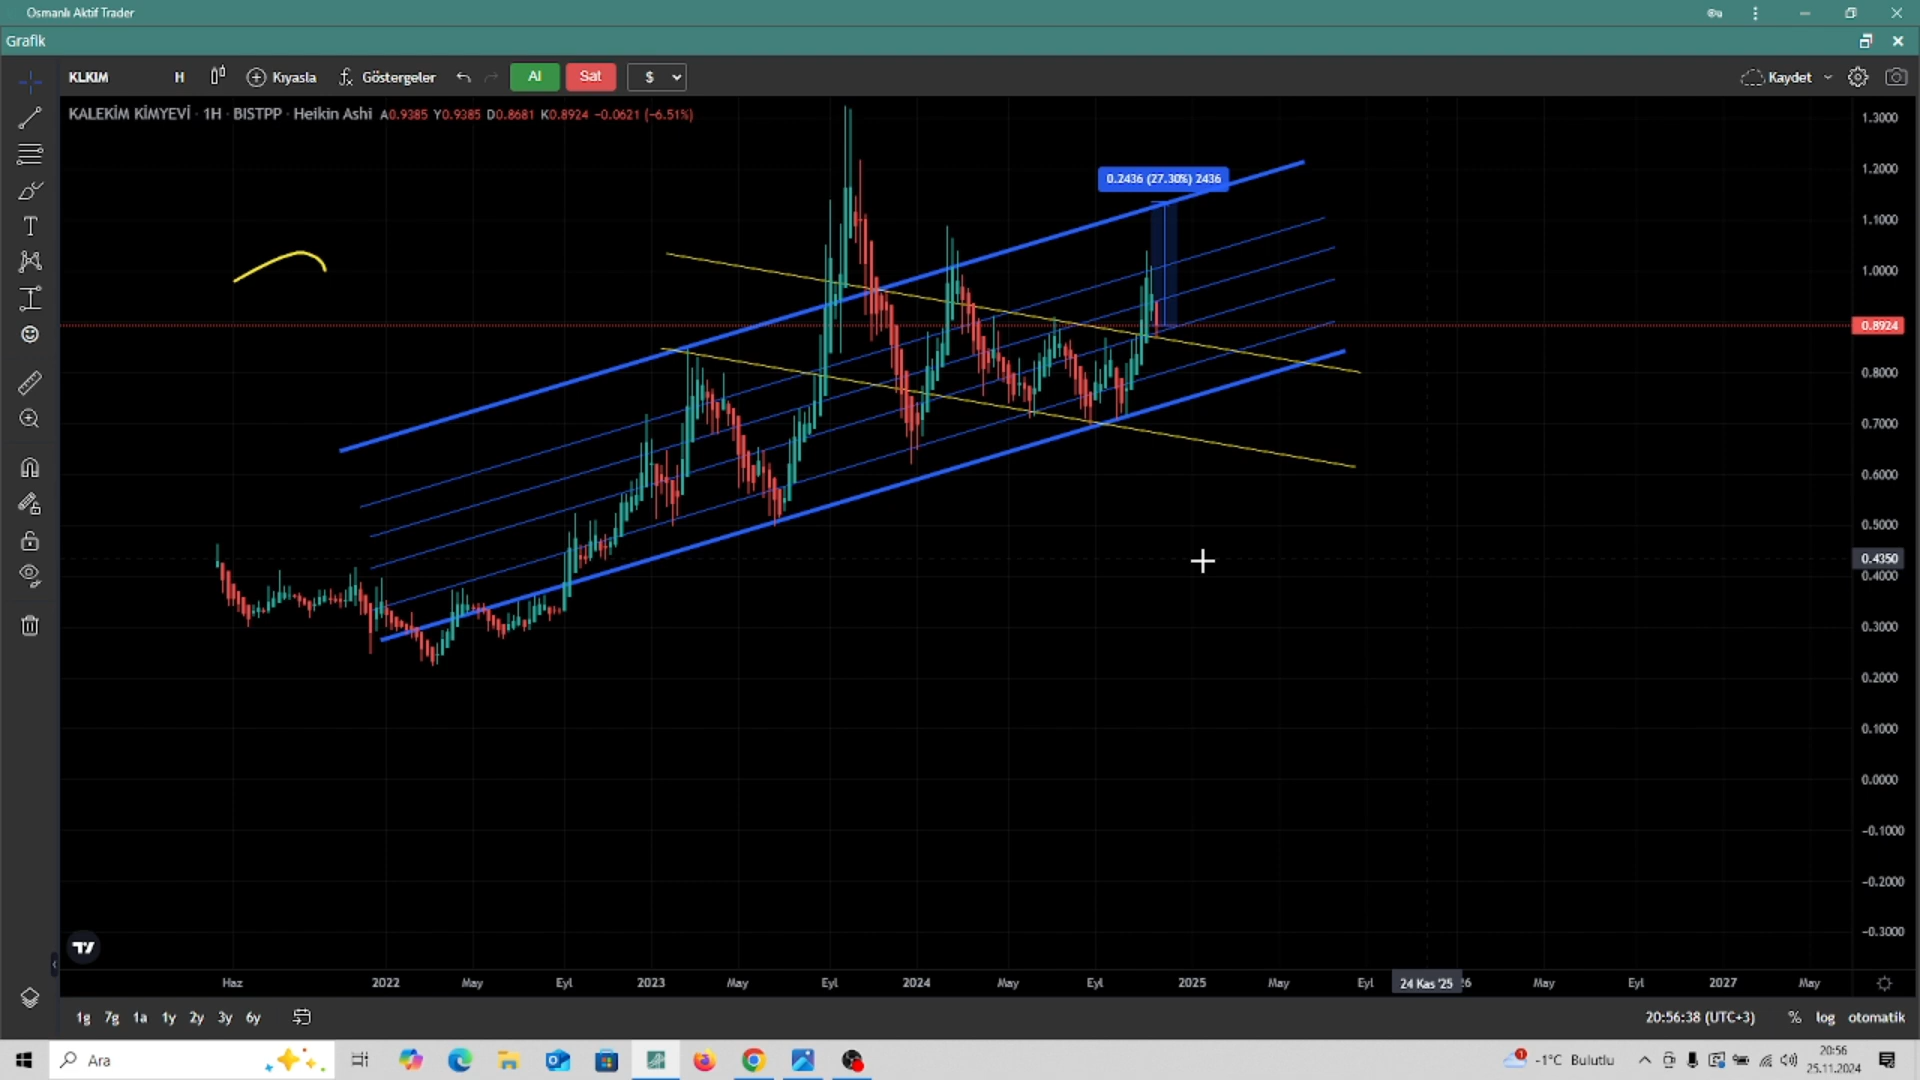 Osmanlı Aktif Trader
Grafik
KLKIM H Kıyasla Göstergeler Al Sat $ Kaydet
KALEKİM KİMYEVİ · 1H · BISTPP · Heikin Ashi A0.9385 Y0.9385 D0.8681 K0.8924 −0.0621 (−6.51%)
1.3000
1.2000
0.2436 (27.30%) 2436
1.1000
1.0000
0.8924
0.8000
0.7000
0.6000
0.5000
0.4350
0.4000
0.3000
0.2000
0.1000
0.0000
−0.1000
−0.2000
−0.3000
Haz 2022 May Eyl 2023 May Eyl 2024 May Eyl 2025 May Eyl 24 Kas '25 6 May Eyl 2027 May
1g 7g 1a 1y 2y 3y 6y 20:56:38 (UTC+3) % log otomatik
Ara 1 -1°C Bulutlu 20:56
25.11.2024